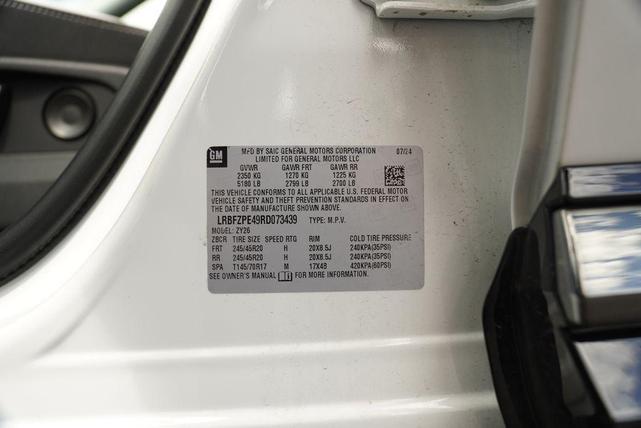 GM
MFD BY SAIC GENERAL MOTORS CORPORATION 07/24
LIMITED FOR GENERAL MOTORS LLC
GVWR GAWR FRT GAWR RR
2350 KG 1270 KG 1225 KG
5180 LB 2799 LB 2700 LB
THIS VEHICLE CONFORMS TO ALL APPLICABLE U.S. FEDERAL MOTOR
VEHICLE SAFETY AND THEFT PREVENTION STANDARDS IN EFFECT ON
THE DATE OF MANUFACTURE SHOWN ABOVE.
LRBFZPE49RD073439 TYPE: M.P.V.
MODEL: ZY26
ZBCR TIRE SIZE SPEED RTG RIM COLD TIRE PRESSURE
FRT 245/45R20 H 20X8.5J 240KPA(35PSI)
RR 245/45R20 H 20X8.5J 240KPA(35PSI)
SPA T145/70R17 M 17X4B 420KPA(60PSI)
SEE OWNER'S MANUAL FOR MORE INFORMATION.